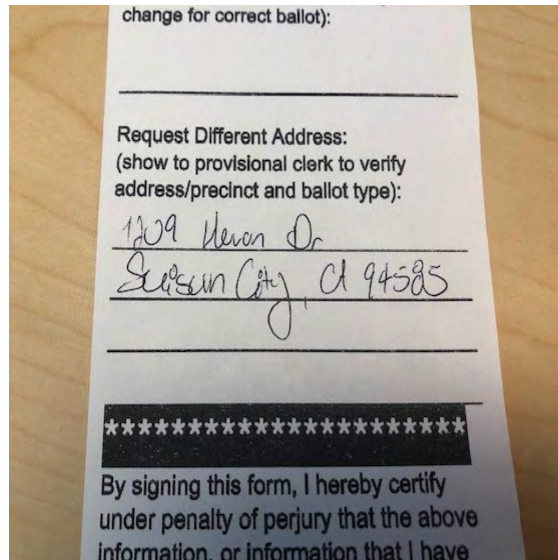 change for correct ballot):
Request Different Address:
(show to provisional clerk to verify
address/precinct and ballot type):
1209 Heron Dr
Suisun City, CA 94585
**********************
By signing this form, I hereby certify
under penalty of perjury that the above
information, or information that I have